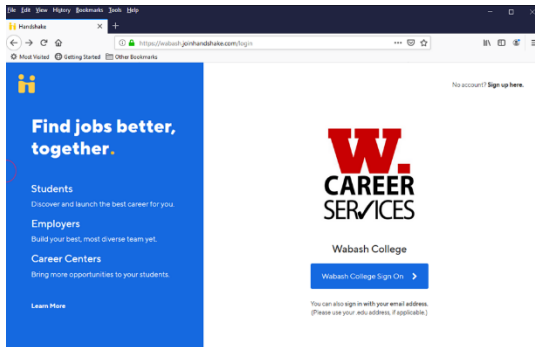 File Edit View History Bookmarks Tools Help
Handshake
https://wabash.joinhandshake.com/login
Most Visited Getting Started Other Bookmarks
No account? Sign up here.
Find jobs better,
together.
Students
Discover and launch the best career for you.
Employers
Build your best, most diverse team yet.
Career Centers
Bring more opportunities to your students.
Learn More
W.
CAREER
SERVICES
Wabash College
Wabash College Sign On
You can also sign in with your email address.
(Please use your .edu address, if applicable.)